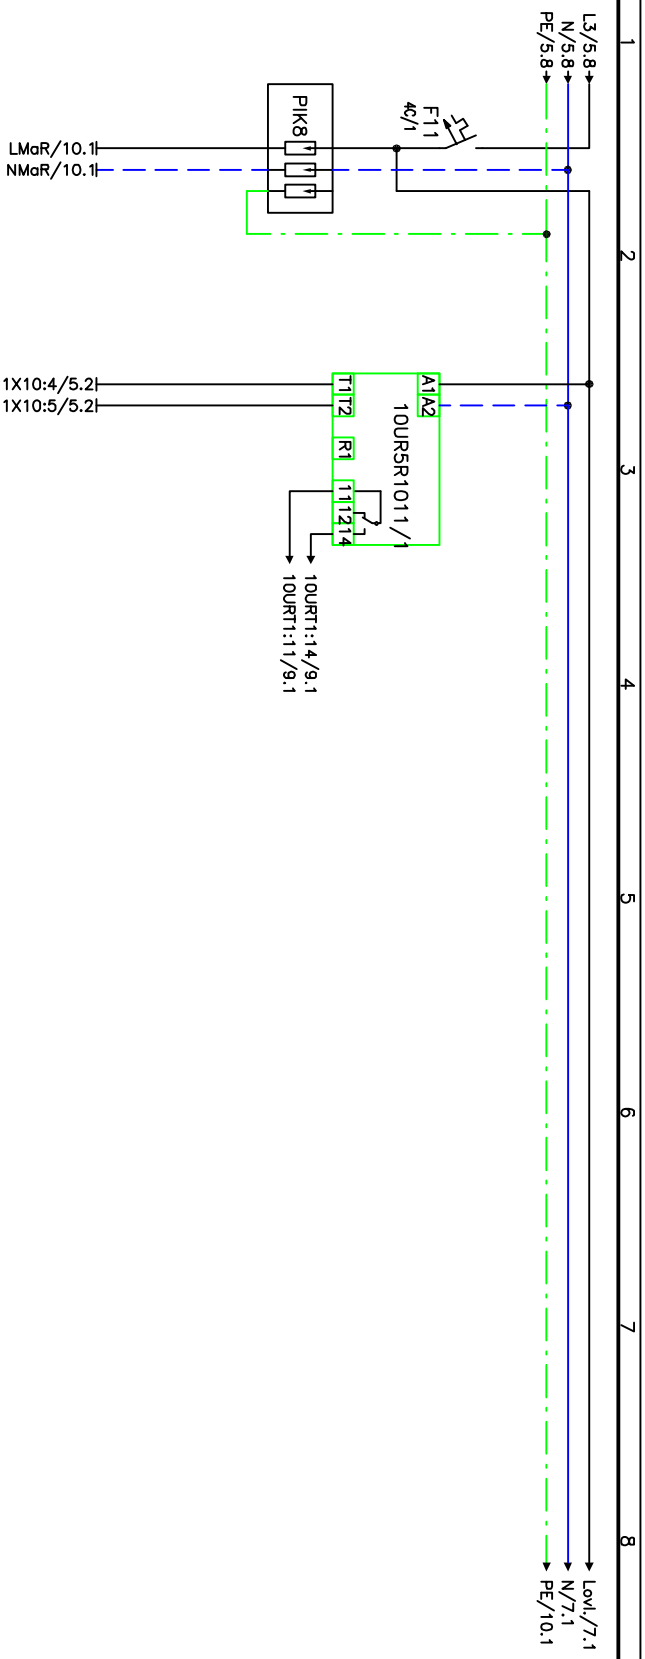 1
2
3
4
5
6
7
8
L3/5.8
N/5.8
PE/5.8
Lovl./7.1
N/7.1
PE/10.1
F11
4C/1
PIK8
LMaR/10.1
NMaR/10.1
A1
A2
10UR5R1011/1
T1
T2
R1
11
12
14
1X10:4/5.2
1X10:5/5.2
10URT1:14/9.1
10URT1:11/9.1